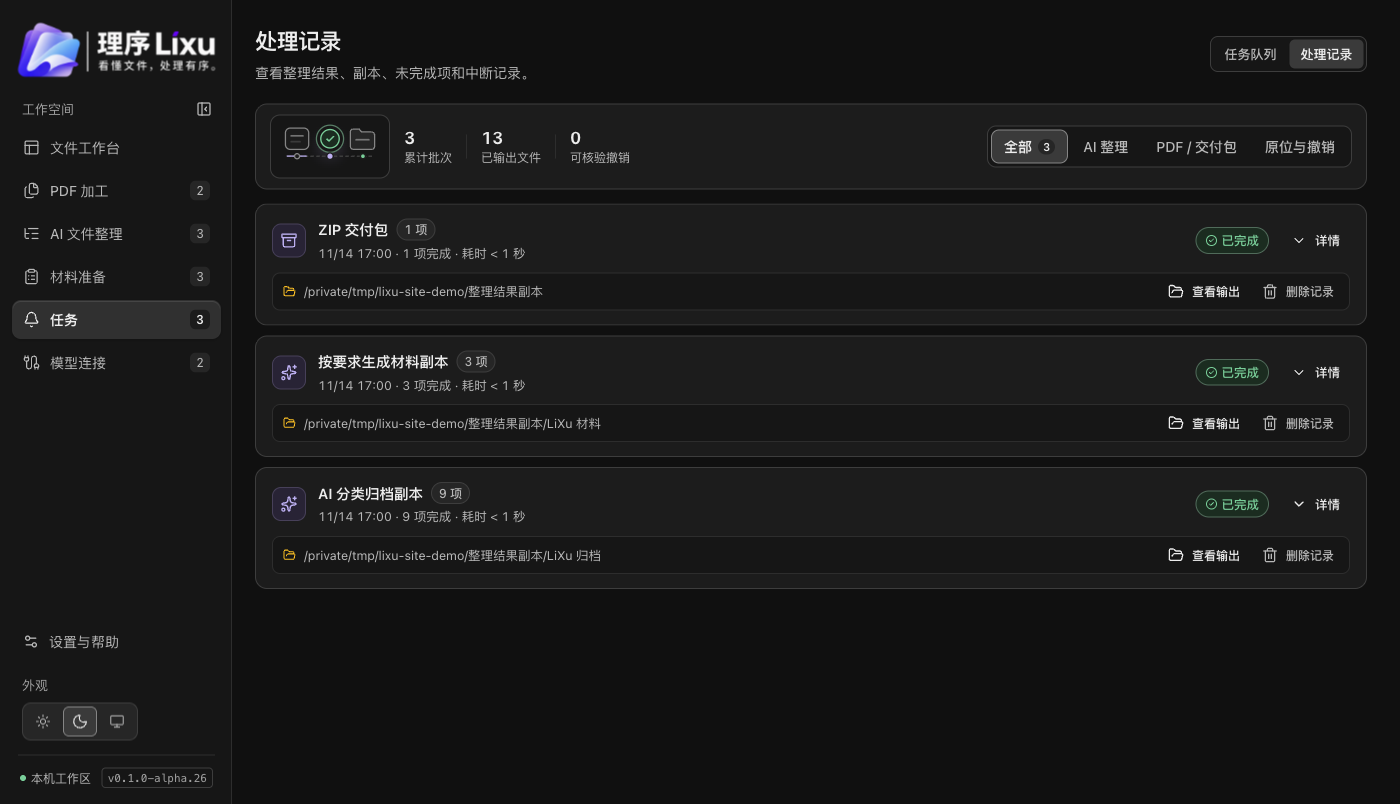 理序 Lixu
看懂文件，处理有序。
工作空间
文件工作台
PDF 加工 2
AI 文件整理 3
材料准备 3
任务 3
模型连接 2
设置与帮助
外观
本机工作区 v0.1.0-alpha.26
处理记录
查看整理结果、副本、未完成项和中断记录。
任务队列 处理记录
3 13 0
累计批次 已输出文件 可核验撤销
全部 3 AI 整理 PDF / 交付包 原位与撤销
ZIP 交付包 1 项
11/14 17:00 · 1 项完成 · 耗时 < 1 秒
已完成 详情
/private/tmp/lixu-site-demo/整理结果副本 查看输出 删除记录
按要求生成材料副本 3 项
11/14 17:00 · 3 项完成 · 耗时 < 1 秒
已完成 详情
/private/tmp/lixu-site-demo/整理结果副本/LiXu 材料 查看输出 删除记录
AI 分类归档副本 9 项
11/14 17:00 · 9 项完成 · 耗时 < 1 秒
已完成 详情
/private/tmp/lixu-site-demo/整理结果副本/LiXu 归档 查看输出 删除记录